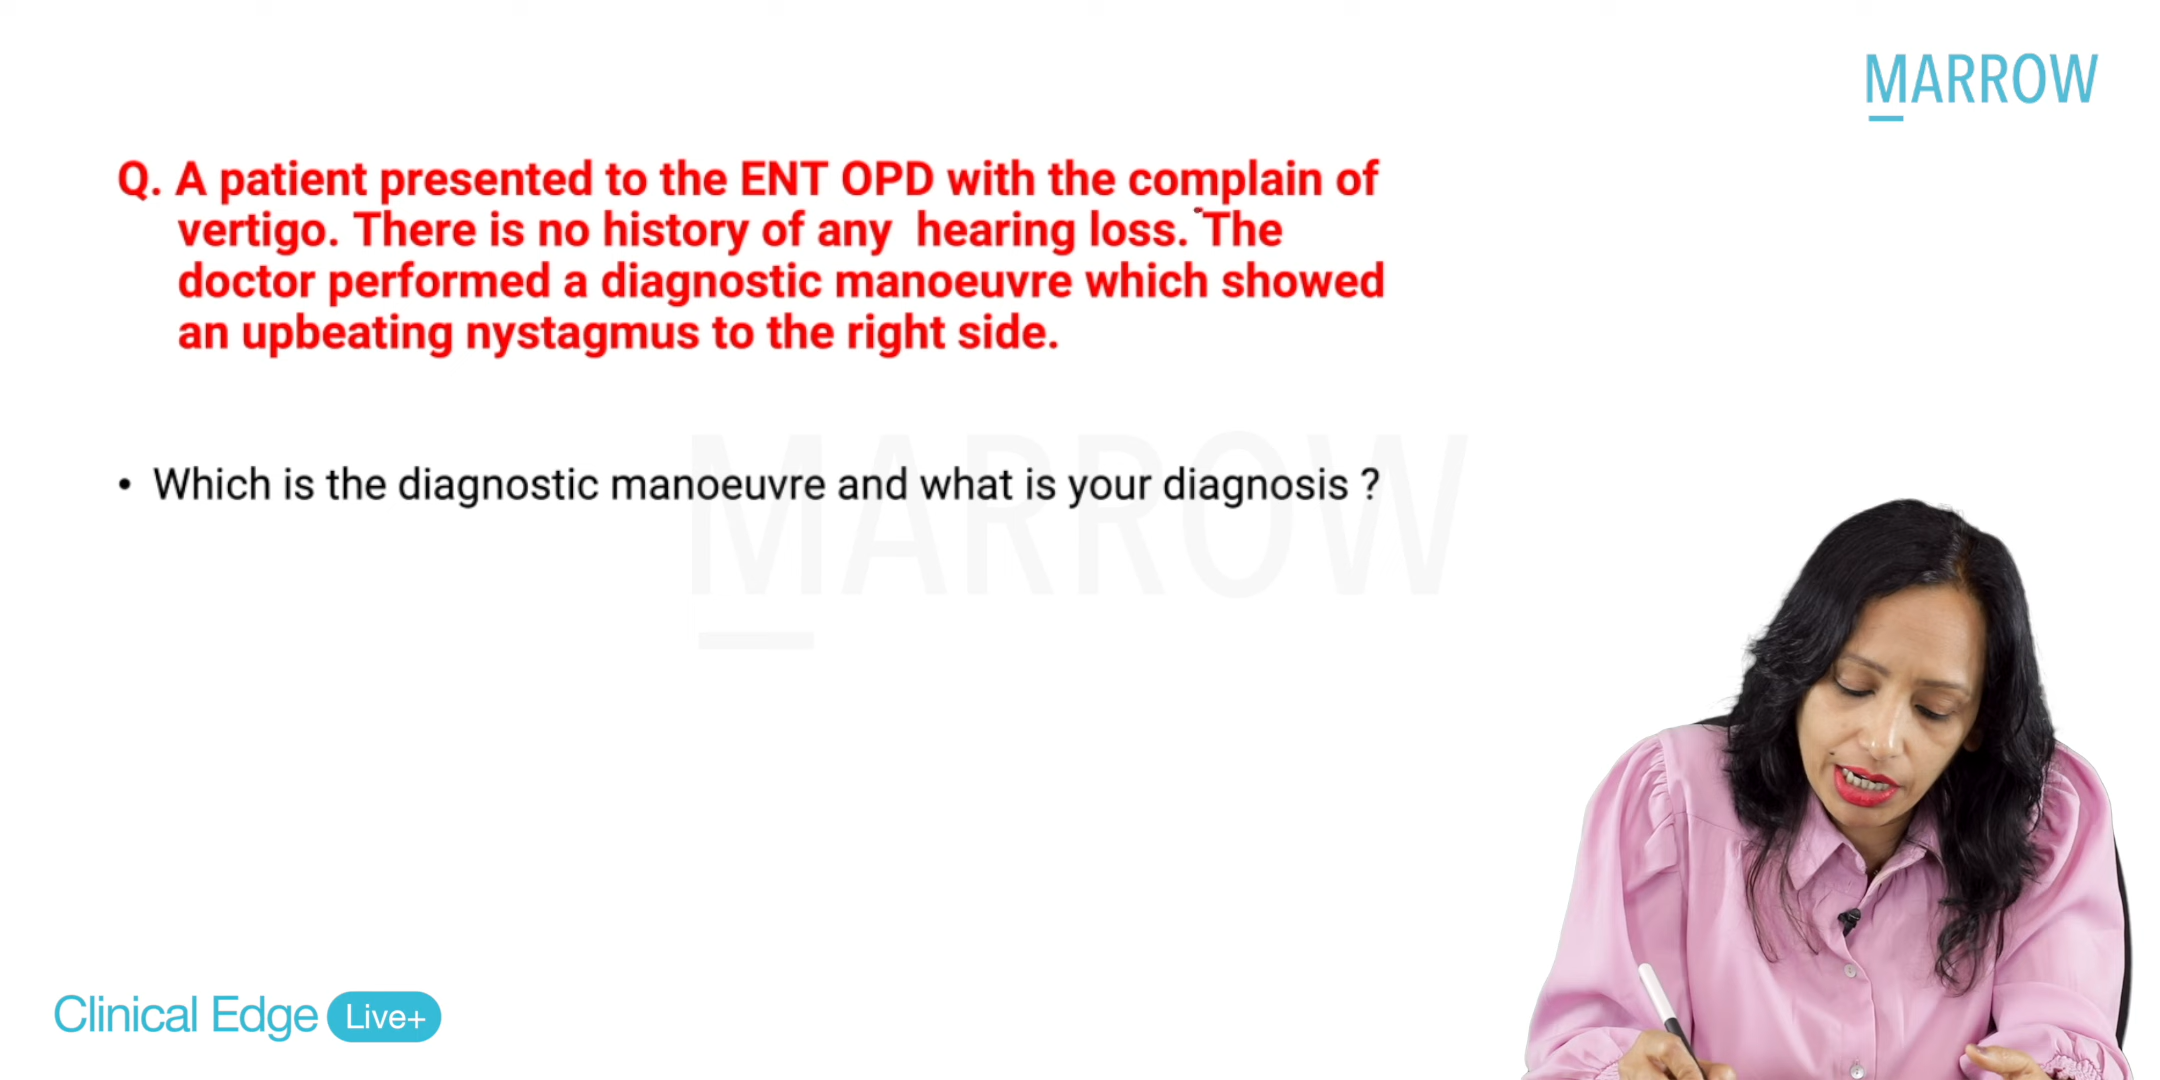 MARROW
Q. A patient presented to the ENT OPD with the complain of
vertigo. There is no history of any hearing loss. The
doctor performed a diagnostic manoeuvre which showed
an upbeating nystagmus to the right side.
• Which is the diagnostic manoeuvre and what is your diagnosis ?
MARROW
Clinical Edge Live+